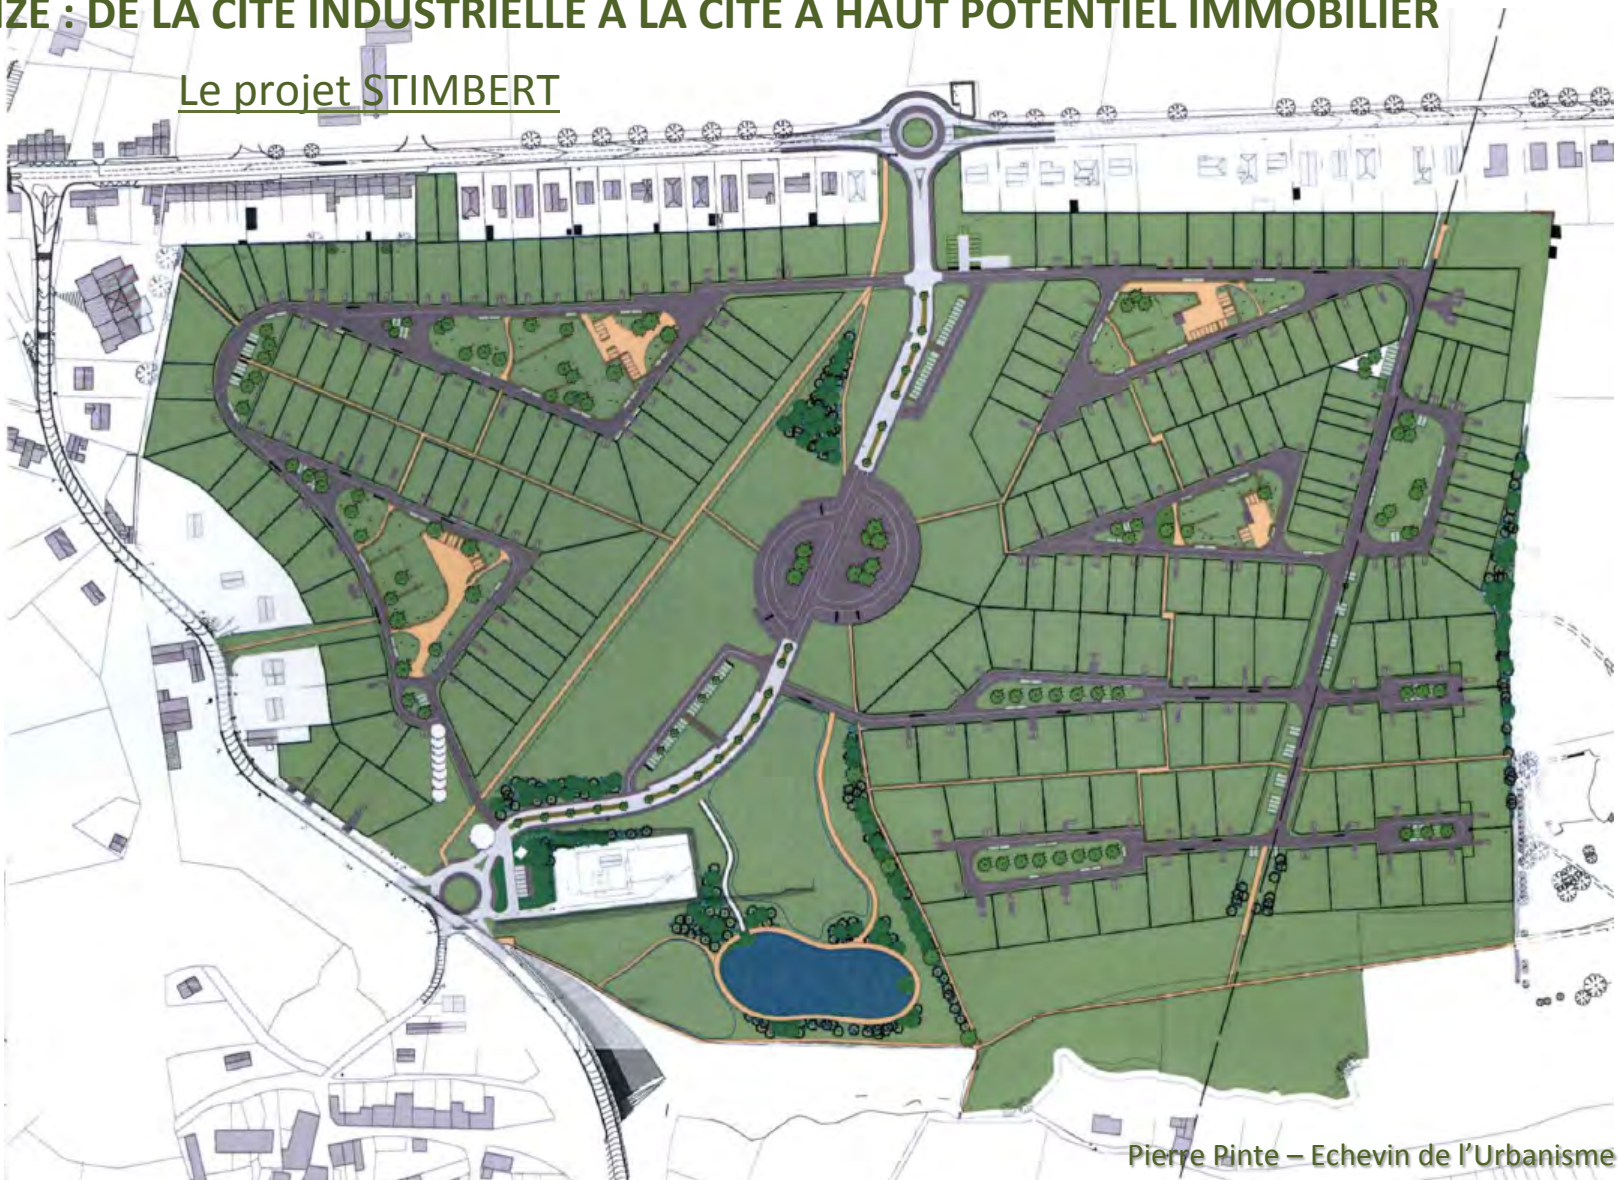 ZE : DE LA CITE INDUSTRIELLE A LA CITE A HAUT POTENTIEL IMMOBILIER
Le projet STIMBERT
Pierre Pinte – Echevin de l'Urbanisme